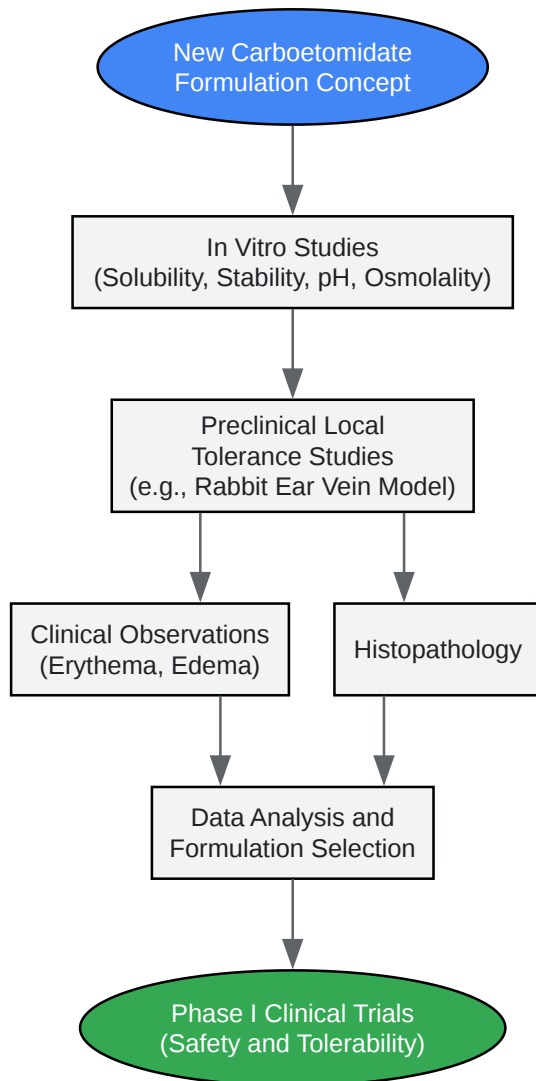 New Carboetomidate
Formulation Concept
In Vitro Studies
(Solubility, Stability, pH, Osmolality)
Preclinical Local
Tolerance Studies
(e.g., Rabbit Ear Vein Model)
Clinical Observations
(Erythema, Edema)
Histopathology
Data Analysis and
Formulation Selection
Phase I Clinical Trials
(Safety and Tolerability)